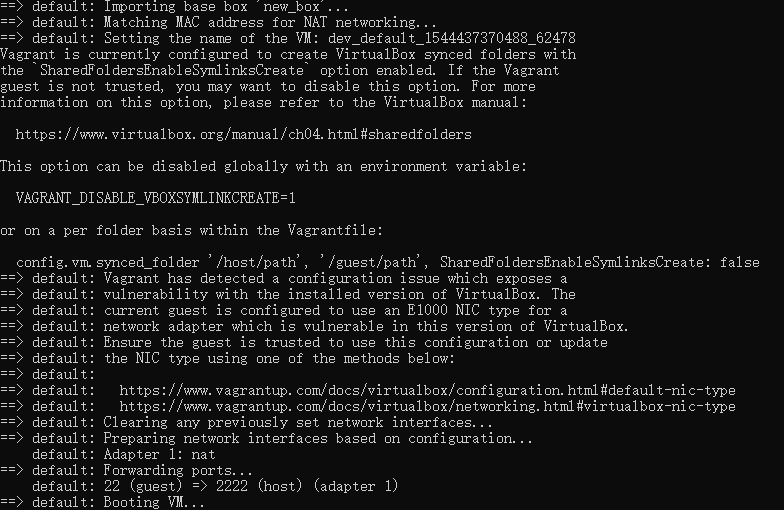 ==> default: Importing base box 'new_box'...
==> default: Matching MAC address for NAT networking...
==> default: Setting the name of the VM: dev_default_1544437370488_62478
Vagrant is currently configured to create VirtualBox synced folders with
the `SharedFoldersEnableSymlinksCreate` option enabled. If the Vagrant
guest is not trusted, you may want to disable this option. For more
information on this option, please refer to the VirtualBox manual:
https://www.virtualbox.org/manual/ch04.html#sharedfolders
This option can be disabled globally with an environment variable:
VAGRANT_DISABLE_VBOXSYMLINKCREATE=1
or on a per folder basis within the Vagrantfile:
config.vm.synced_folder '/host/path', '/guest/path', SharedFoldersEnableSymlinksCreate: false
==> default: Vagrant has detected a configuration issue which exposes a
==> default: vulnerability with the installed version of VirtualBox. The
==> default: current guest is configured to use an E1000 NIC type for a
==> default: network adapter which is vulnerable in this version of VirtualBox.
==> default: Ensure the guest is trusted to use this configuration or update
==> default: the NIC type using one of the methods below:
==> default:
==> default: https://www.vagrantup.com/docs/virtualbox/configuration.html#default-nic-type
==> default: https://www.vagrantup.com/docs/virtualbox/networking.html#virtualbox-nic-type
==> default: Clearing any previously set network interfaces...
==> default: Preparing network interfaces based on configuration...
default: Adapter 1: nat
==> default: Forwarding ports...
default: 22 (guest) => 2222 (host) (adapter 1)
==> default: Booting VM...